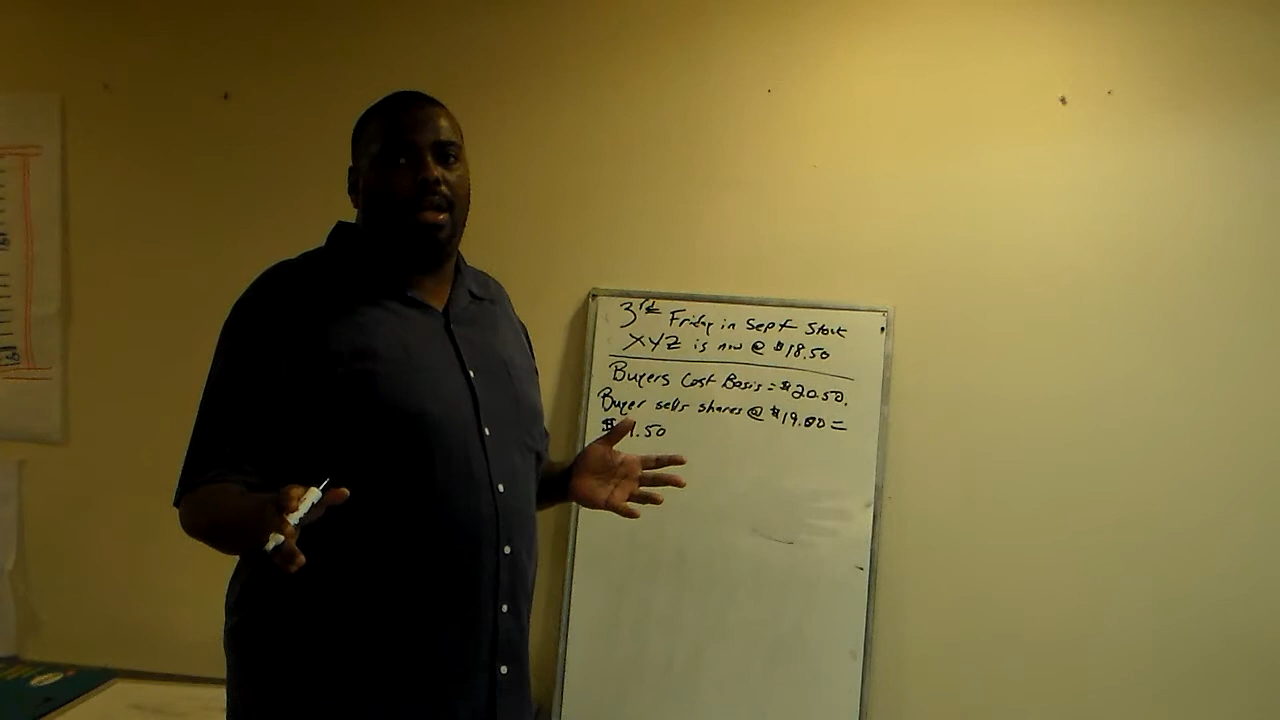 3rd Friday in Sept Stock
XYZ is now @ $18.50
Buyers Cost Basis = $20.50.
Buyer sells shares @ $19.00 =
$ 1.50